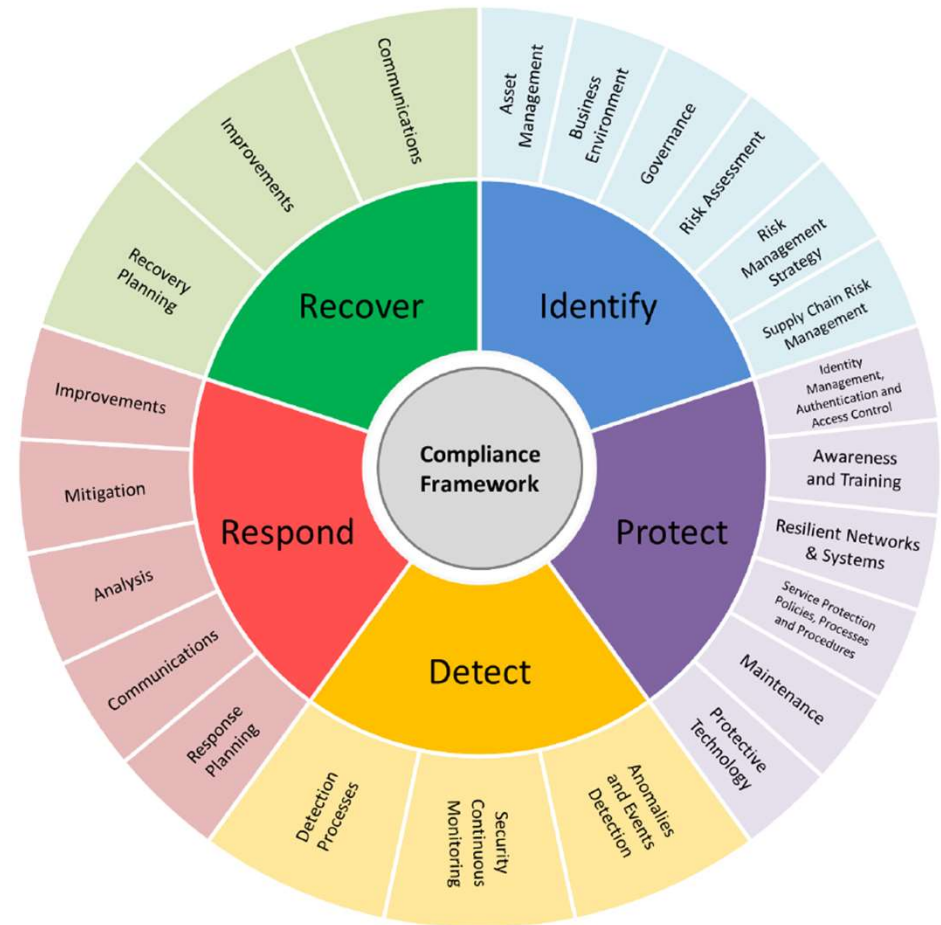 Compliance
Framework
Identify
Asset
Management
Business
Environment
Governance
Risk Assessment
Risk
Management
Strategy
Supply Chain Risk
Management
Protect
Identity
Management,
Authentication and
Access Control
Awareness
and Training
Resilient Networks
& Systems
Service Protection
Policies, Processes
and Procedures
Maintenance
Protective
Technology
Detect
Anomalies
and Events
Detection
Security
Continuous
Monitoring
Detection
Processes
Respond
Response
Planning
Communications
Analysis
Mitigation
Improvements
Recover
Recovery
Planning
Improvements
Communications